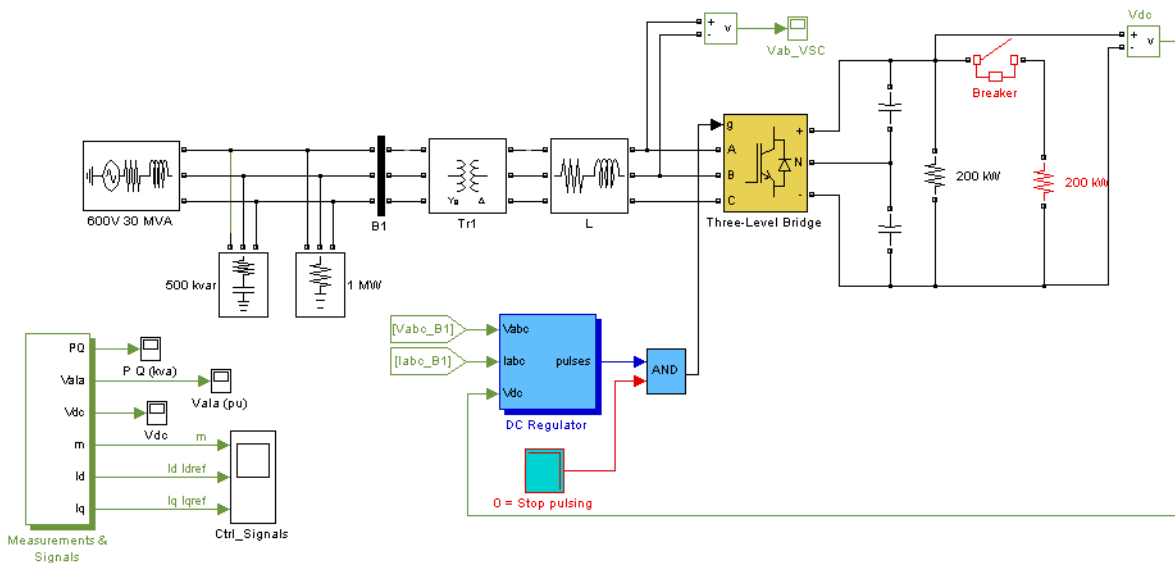 Vdc
+
-
v
Vab_VSC
+
-
v
Breaker
g
A
B
C
+
N
-
Three-Level Bridge
200 kW
200 kW
600V 30 MVA
B1
Yg
Δ
Tr1
L
500 kvar
1 MW
[Vabc_B1]
[Iabc_B1]
Vabc
Iabc
Vdc
pulses
DC Regulator
AND
0 = Stop pulsing
PQ
Vala
Vdc
m
Id
Iq
P Q (kva)
Vala (pu)
Vdc
m
Id Idref
Iq Iqref
Ctrl_Signals
Measurements &
Signals